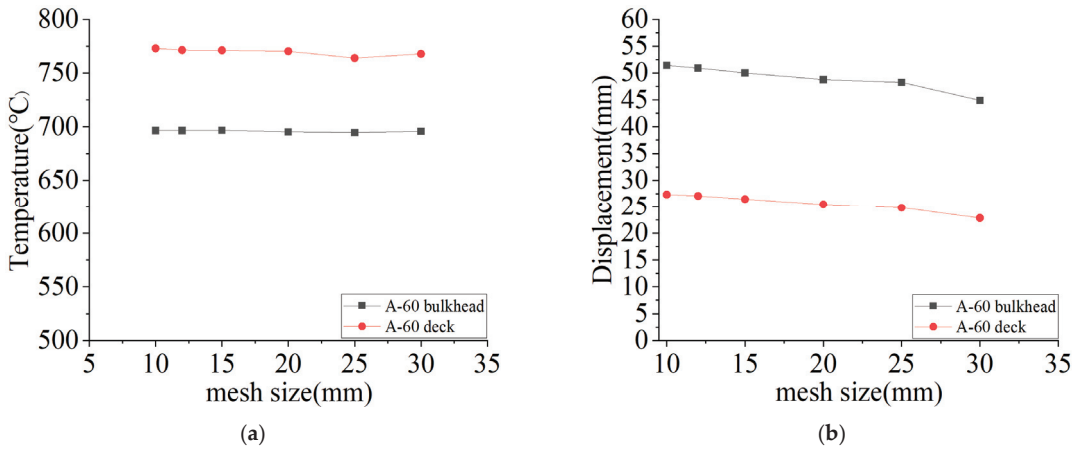 800
750
700
650
600
550
500
Temperature(°C)
A-60 bulkhead
A-60 deck
5 10 15 20 25 30 35
mesh size(mm)
(a)
60
55
50
45
40
35
30
25
20
15
10
5
0
Displacement(mm)
A-60 bulkhead
A-60 deck
10 15 20 25 30 35
mesh size(mm)
(b)